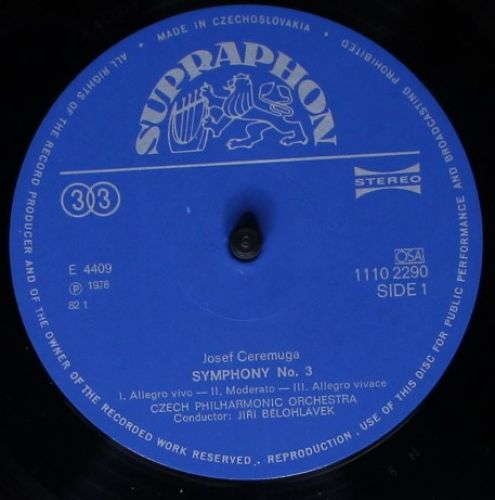 MADE IN CZECHOSLOVAKIA
ALL RIGHTS OF THE RECORD PRODUCER AND OF THE OWNER OF THE RECORDED WORK RESERVED. REPRODUCTION. USE OF THIS DISC FOR PUBLIC PERFORMANCE AND BROADCASTING PROHIBITED
SUPRAPHON
33
STEREO
E 4409
℗ 1978
82 1
OSA
1110 2290
SIDE 1
Josef Ceremuga
SYMPHONY No. 3
I. Allegro vivo — II. Moderato — III. Allegro vivace
CZECH PHILHARMONIC ORCHESTRA
Conductor: JIŘÍ BĚLOHLÁVEK